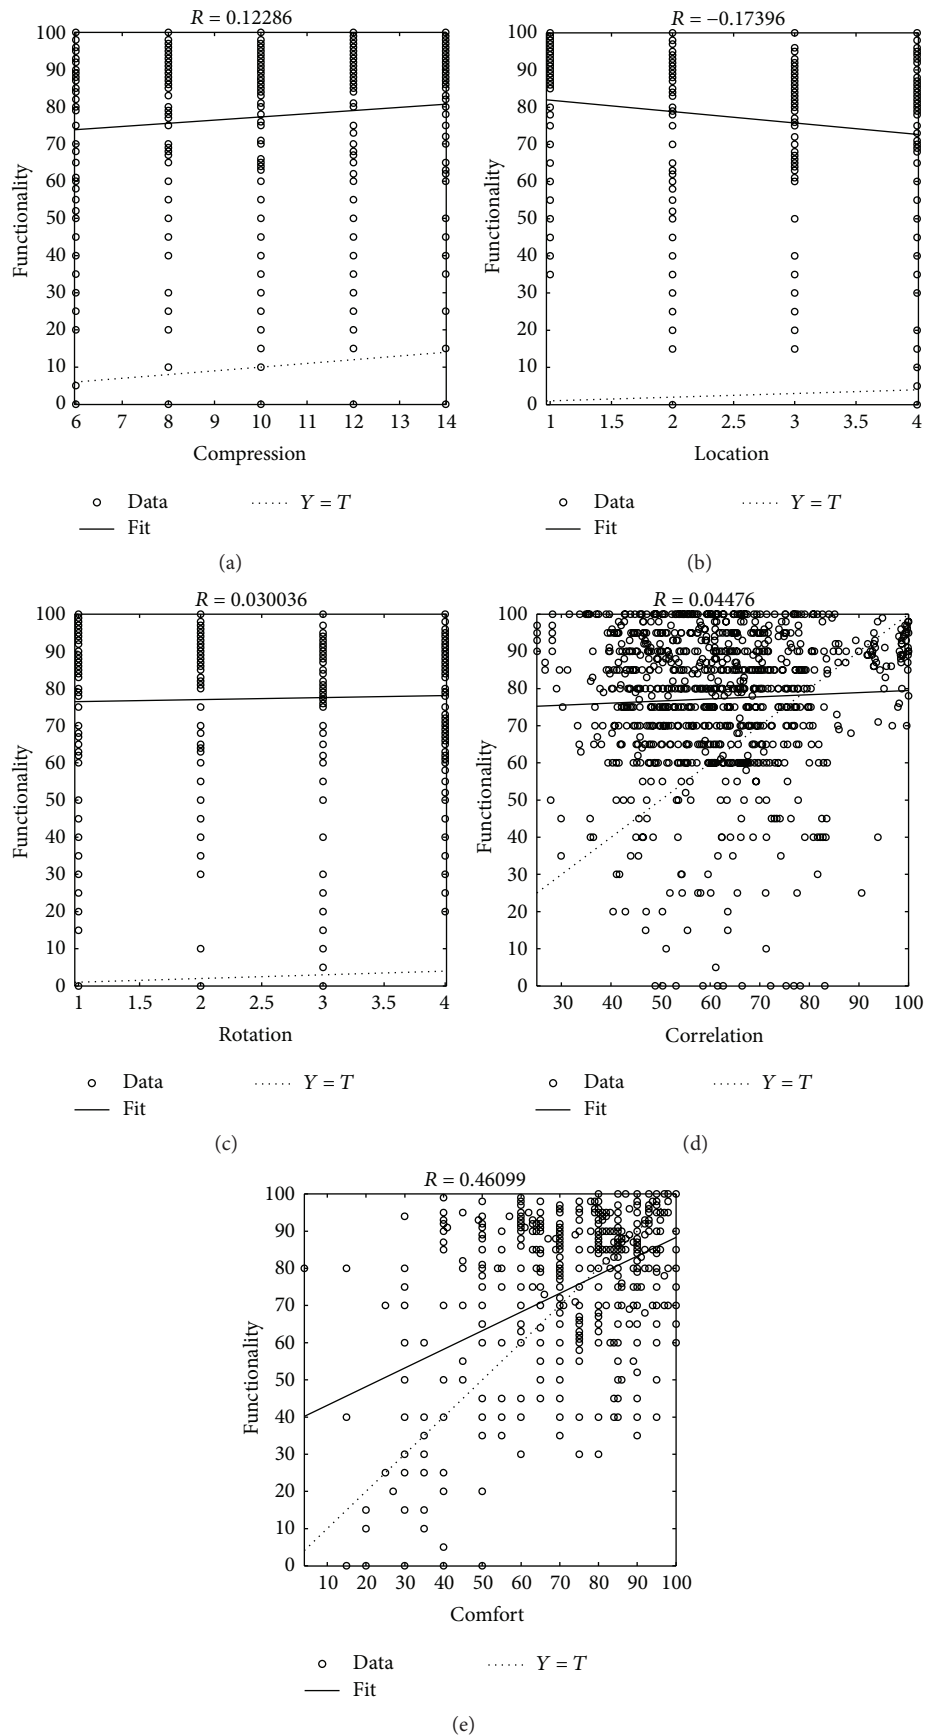 R = 0.12286
100
90
80
70
60
50
40
30
20
10
0
Functionality
6 7 8 9 10 11 12 13 14
Compression
Data
Y = T
Fit
(a)
R = −0.17396
100
90
80
70
60
50
40
30
20
10
0
Functionality
1 1.5 2 2.5 3 3.5 4
Location
Data
Y = T
Fit
(b)
R = 0.030036
100
90
80
70
60
50
40
30
20
10
0
Functionality
1 1.5 2 2.5 3 3.5 4
Rotation
Data
Y = T
Fit
(c)
R = 0.04476
100
90
80
70
60
50
40
30
20
10
0
Functionality
30 40 50 60 70 80 90 100
Correlation
Data
Y = T
Fit
(d)
R = 0.46099
100
90
80
70
60
50
40
30
20
10
0
Functionality
10 20 30 40 50 60 70 80 90 100
Comfort
Data
Y = T
Fit
(e)